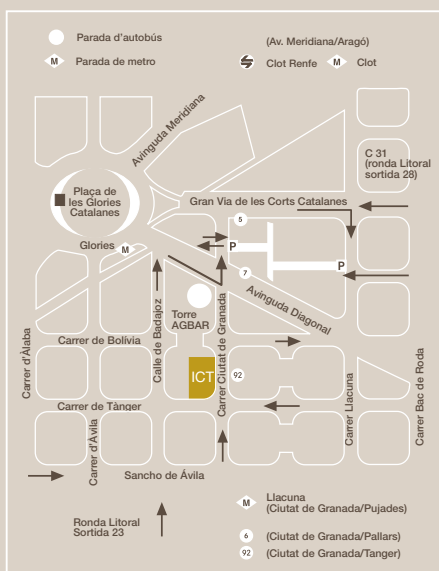 Parada d'autobús
M Parada de metro
(Av. Meridiana/Aragó)
Clot Renfe M Clot
Avinguda Meridiana
C 31
(ronda Litoral
sortida 28)
Plaça de
les Glories
Catalanes
Gran Via de les Corts Catalanes
5
Glories M
P
P
7
Avinguda Diagonal
Torre
AGBAR
Carrer d'Àlaba
Carrer de Bolívia
Calle de Badajoz
Carrer Ciutat de Granada
ICT
92
Carrer Llacuna
Carrer Bac de Roda
Carrer de Tànger
Carrer d'Ávila
Sancho de Ávila
M Llacuna
(Ciutat de Granada/Pujades)
Ronda Litoral
Sortida 23
6 (Ciutat de Granada/Pallars)
92 (Ciutat de Granada/Tanger)